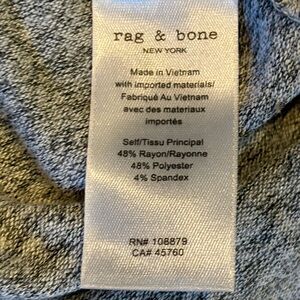 rag & bone
NEW YORK
Made in Vietnam
with imported materials/
Fabriqué Au Vietnam
avec des materiaux
importés
Self/Tissu Principal
48% Rayon/Rayonne
48% Polyester
4% Spandex
RN# 108879
CA# 45760